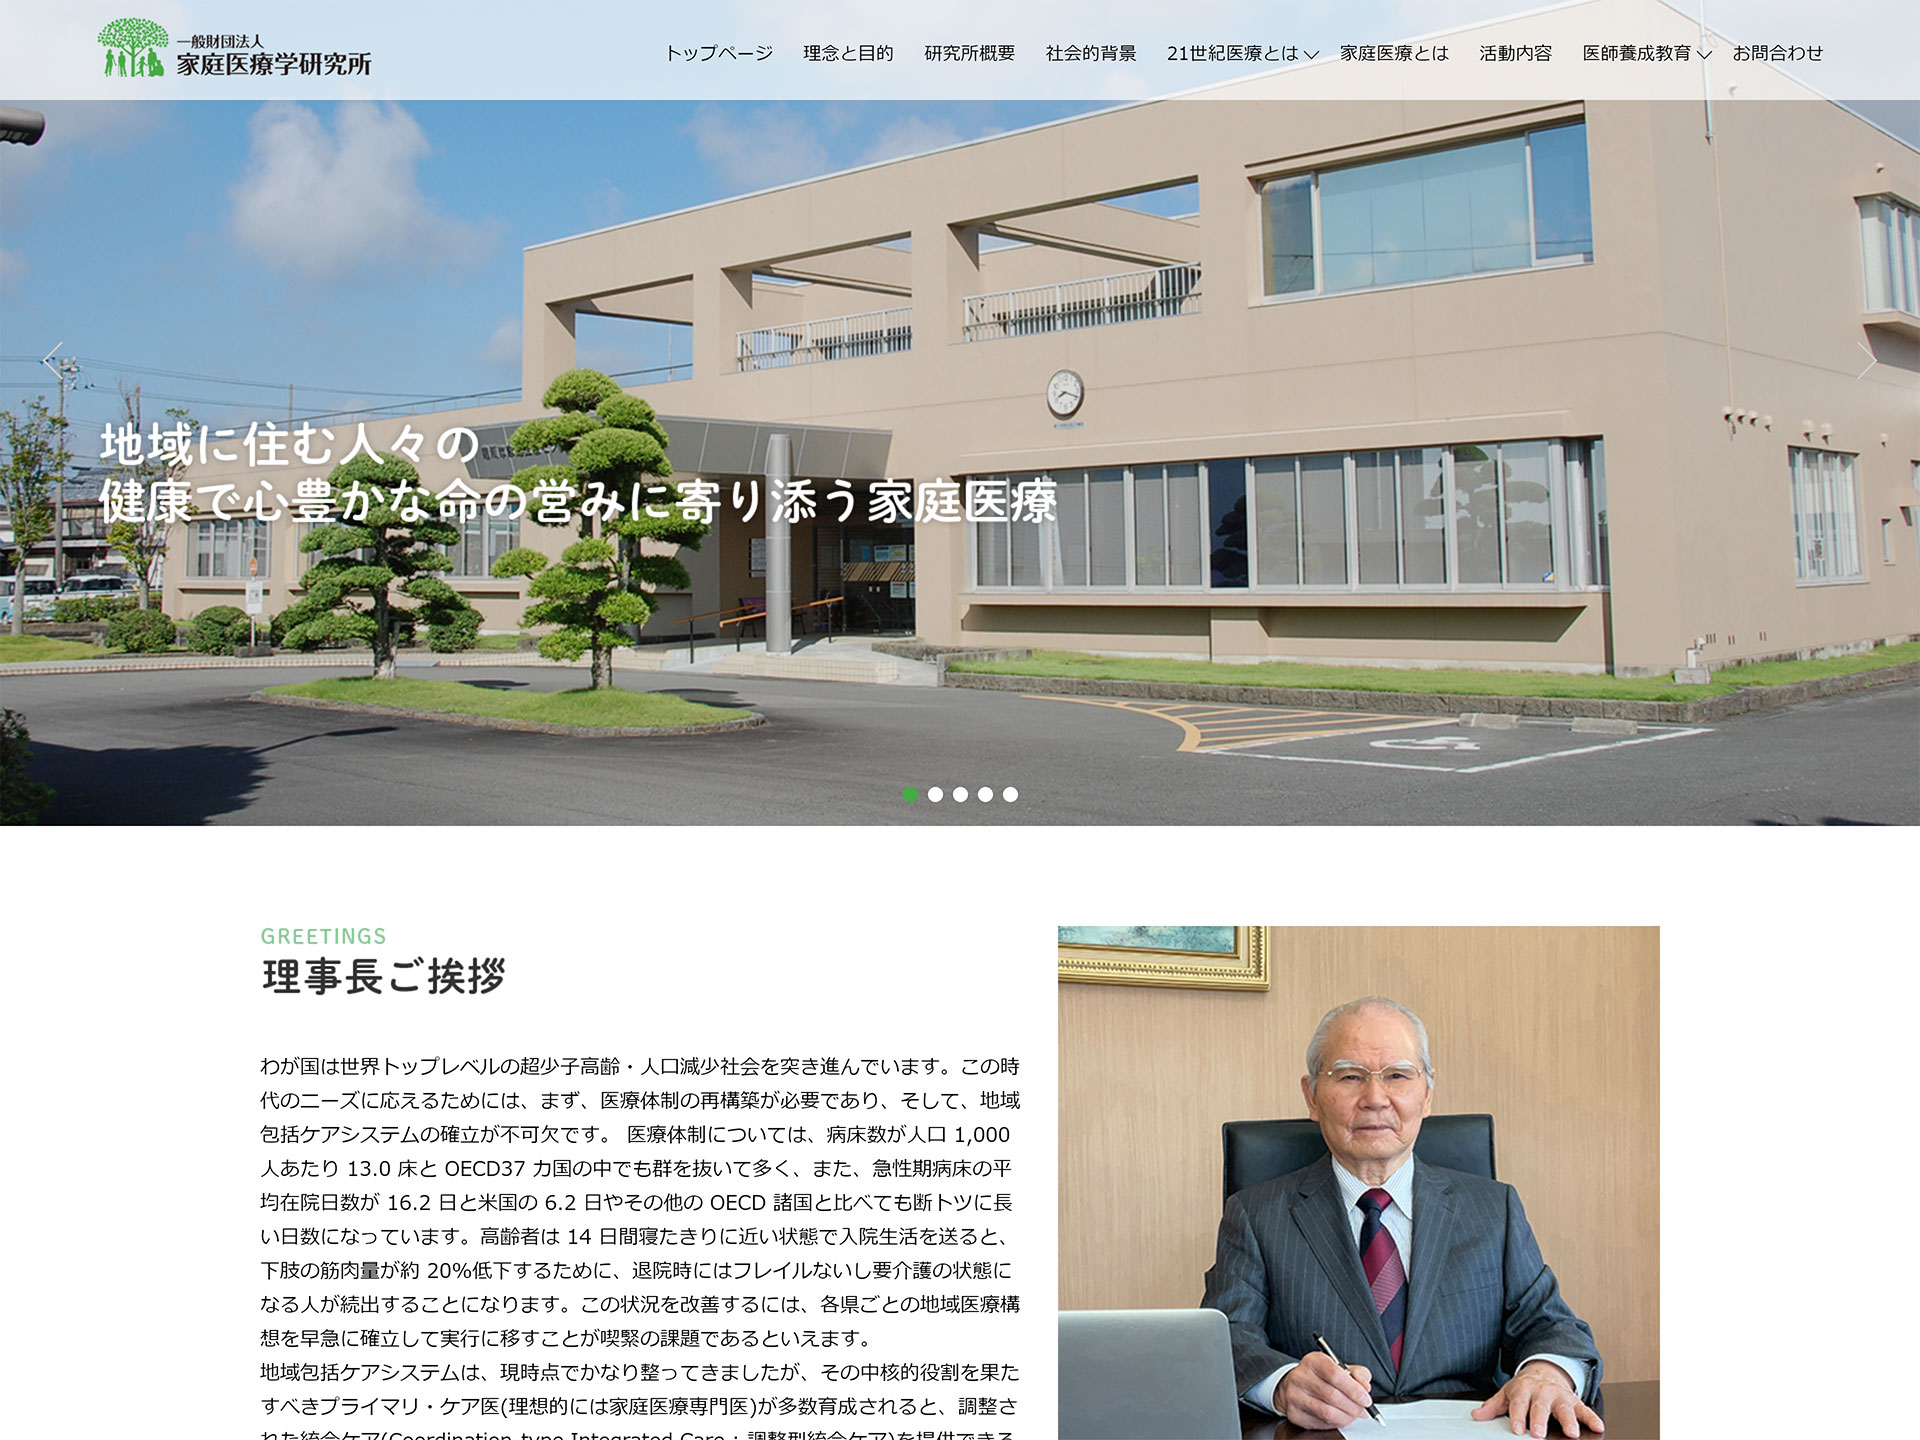 一般財団法人
家庭医療学研究所
トップページ 理念と目的 研究所概要 社会的背景 21世紀医療とは 家庭医療とは 活動内容 医師養成教育 お問合わせ
地域に住む人々の
健康で心豊かな命の営みに寄り添う家庭医療
GREETINGS
理事長ご挨拶
わが国は世界トップレベルの超少子高齢・人口減少社会を突き進んでいます。この時
代のニーズに応えるためには、まず、医療体制の再構築が必要であり、そして、地域
包括ケアシステムの確立が不可欠です。 医療体制については、病床数が人口 1,000
人あたり 13.0 床と OECD37 カ国の中でも群を抜いて多く、また、急性期病床の平
均在院日数が 16.2 日と米国の 6.2 日やその他の OECD 諸国と比べても断トツに長
い日数になっています。高齢者は 14 日間寝たきりに近い状態で入院生活を送ると、
下肢の筋肉量が約 20%低下するために、退院時にはフレイルないし要介護の状態に
なる人が続出することになります。この状況を改善するには、各県ごとの地域医療構
想を早急に確立して実行に移すことが喫緊の課題であるといえます。
地域包括ケアシステムは、現時点でかなり整ってきましたが、その中核的役割を果た
すべきプライマリ・ケア医(理想的には家庭医療専門医)が多数育成されると、調整さ
れた統合ケア(Coordination-type Integrated Care：調整型統合ケア)を提供できる